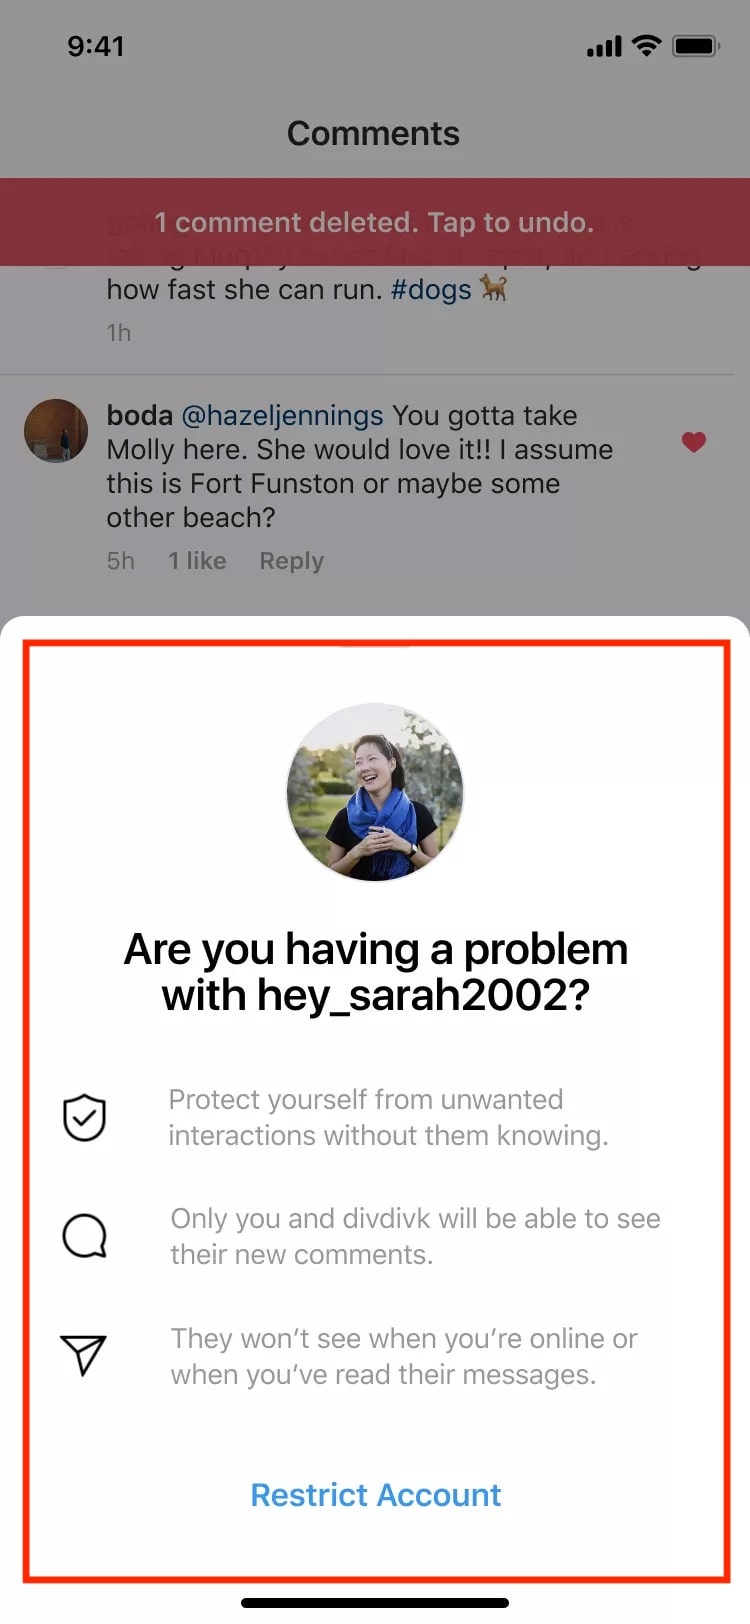 9:41
Comments
1 comment deleted. Tap to undo.
how fast she can run. #dogs 🐕
1h
boda @hazeljennings You gotta take
Molly here. She would love it!! I assume
this is Fort Funston or maybe some
other beach?
5h 1 like Reply
Are you having a problem
with hey_sarah2002?
Protect yourself from unwanted
interactions without them knowing.
Only you and divdivk will be able to see
their new comments.
They won’t see when you’re online or
when you’ve read their messages.
Restrict Account